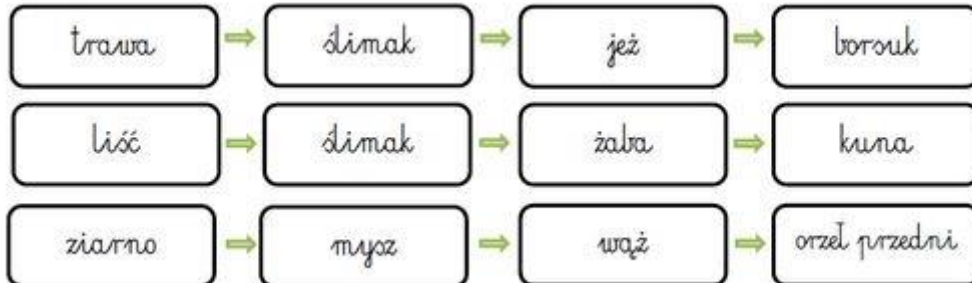 trawa ślimak jeż borsuk
liść ślimak żaba kuna
ziarno mysz wąż orzeł przedni